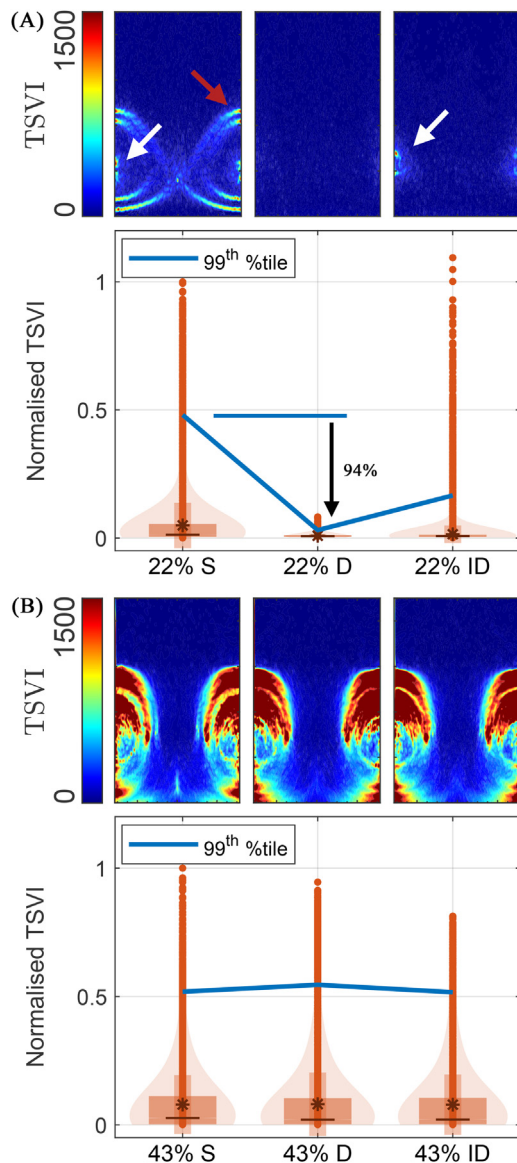 (A)
1500
TSVI
0
99th %tile
Normalised TSVI
1
0.5
0
94%
22% S 22% D 22% ID
(B)
1500
TSVI
0
99th %tile
Normalised TSVI
1
0.5
0
43% S 43% D 43% ID